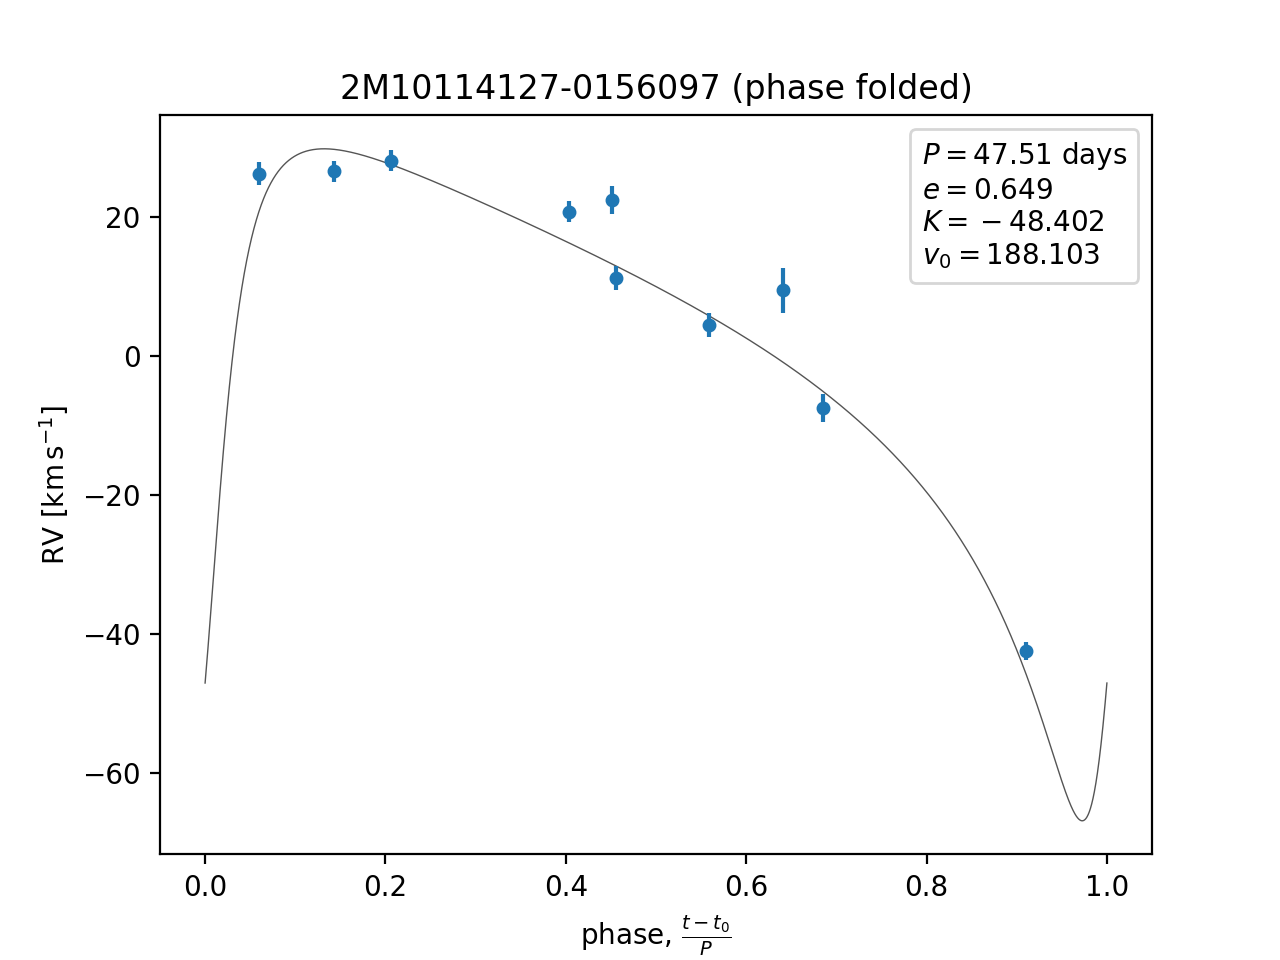 2M10114127-0156097 (phase folded)
P = 47.51 days
e = 0.649
K = −48.402
v₀ = 188.103
RV [km s⁻¹]
20
0
−20
−40
−60
0.0 0.2 0.4 0.6 0.8 1.0
phase, (t − t₀)/P